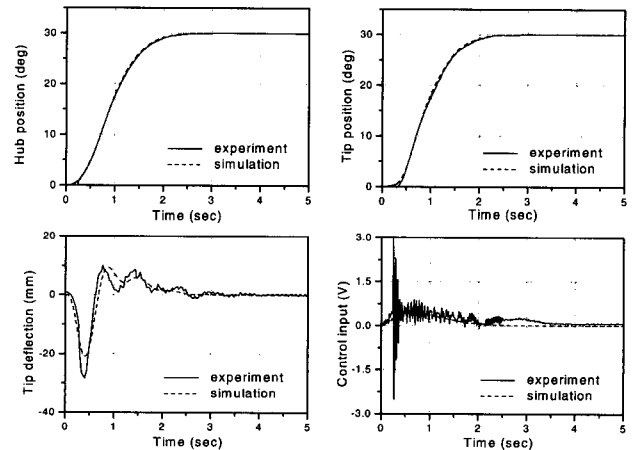 40
30
20
10
0
Hub position (deg)
experiment
simulation
0 1 2 3 4 5
Time (sec)
40
30
20
10
0
Tip position (deg)
experiment
simulation
0 1 2 3 4 5
Time (sec)
20
0
-20
-40
Tip deflection (mm)
experiment
simulation
0 1 2 3 4 5
Time (sec)
3.0
1.5
0.0
-1.5
-3.0
Control input (V)
experiment
simulation
0 1 2 3 4 5
Time (sec)